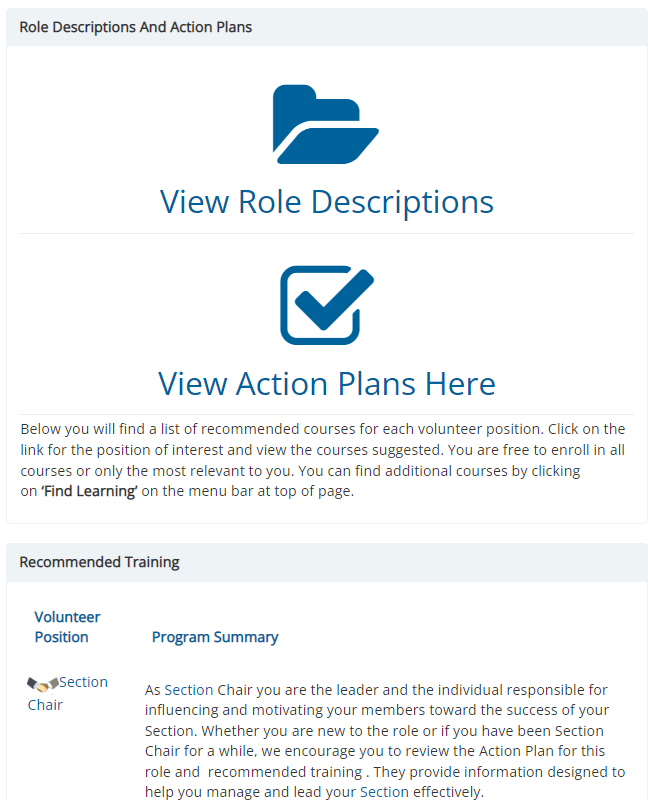 Role Descriptions And Action Plans
View Role Descriptions
View Action Plans Here
Below you will find a list of recommended courses for each volunteer position. Click on the
link for the position of interest and view the courses suggested. You are free to enroll in all
courses or only the most relevant to you. You can find additional courses by clicking
on ‘Find Learning’ on the menu bar at top of page.
Recommended Training
Volunteer
Position
Program Summary
Section
Chair
As Section Chair you are the leader and the individual responsible for
influencing and motivating your members toward the success of your
Section. Whether you are new to the role or if you have been Section
Chair for a while, we encourage you to review the Action Plan for this
role and  recommended training . They provide information designed to
help you manage and lead your Section effectively.